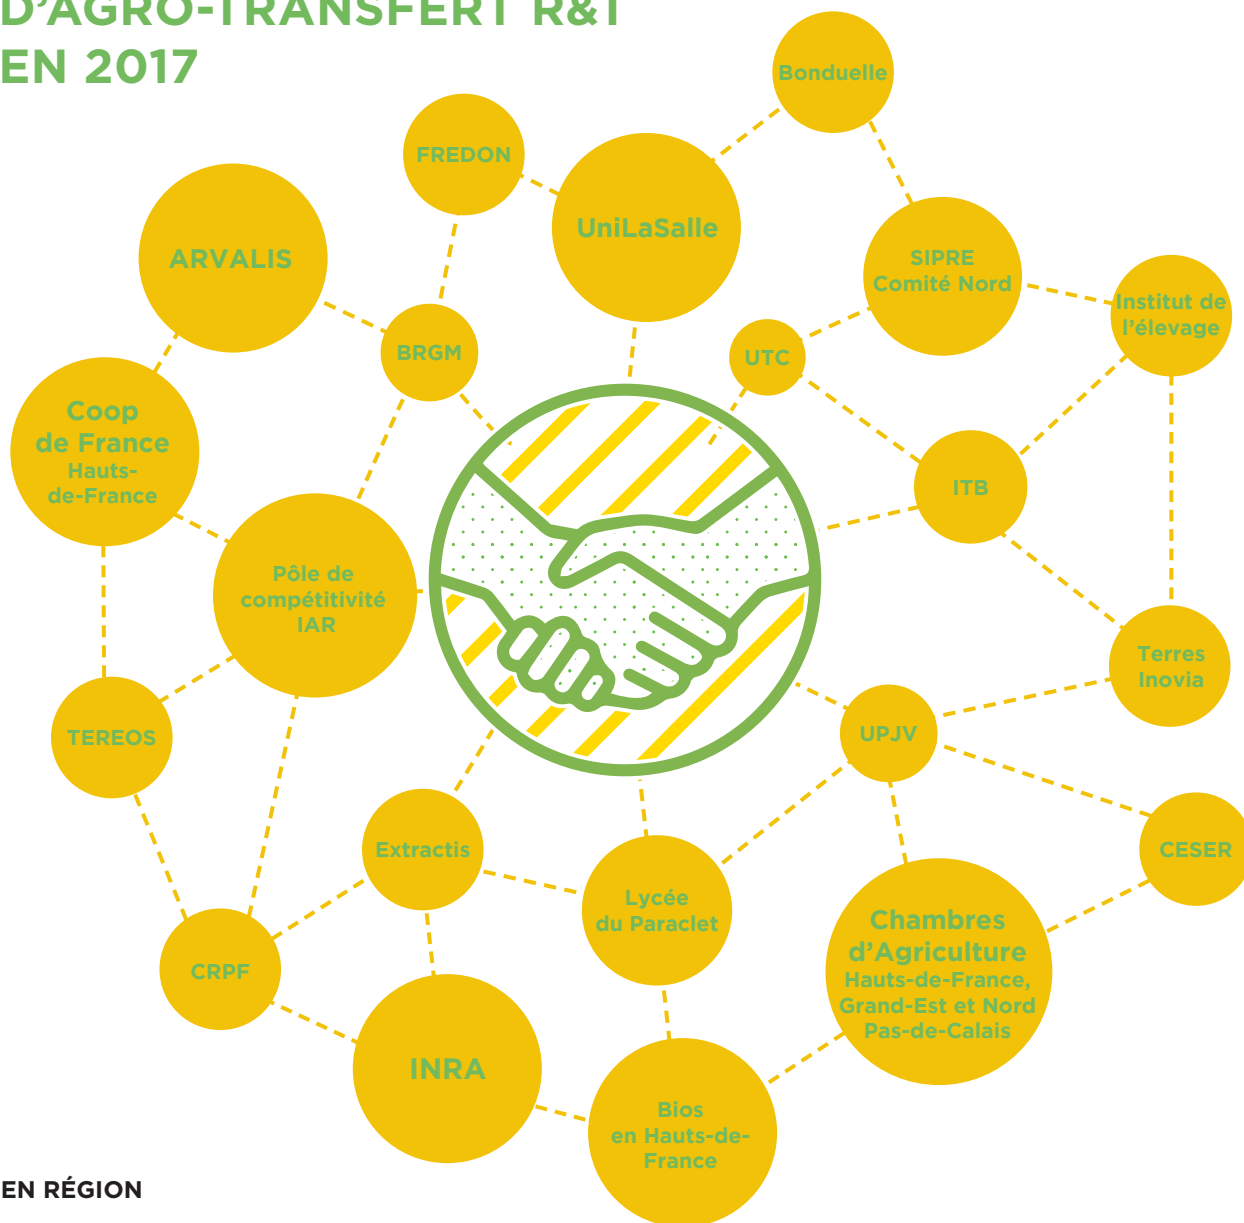 D'AGRO-TRANSFERT R&T
EN 2017
Bonduelle
FREDON
UniLaSalle
ARVALIS
SIPRE
Comité Nord
Institut de
l'élevage
BRGM
UTC
Coop
de France
Hauts-
de-France
ITB
Pôle de
compétitivité
IAR
Terres
Inovia
TEREOS
UPJV
Extractis
CESER
Lycée
du Paraclet
Chambres
d'Agriculture
Hauts-de-France,
Grand-Est et Nord
Pas-de-Calais
CRPF
INRA
Bios
en Hauts-de-
France
EN RÉGION